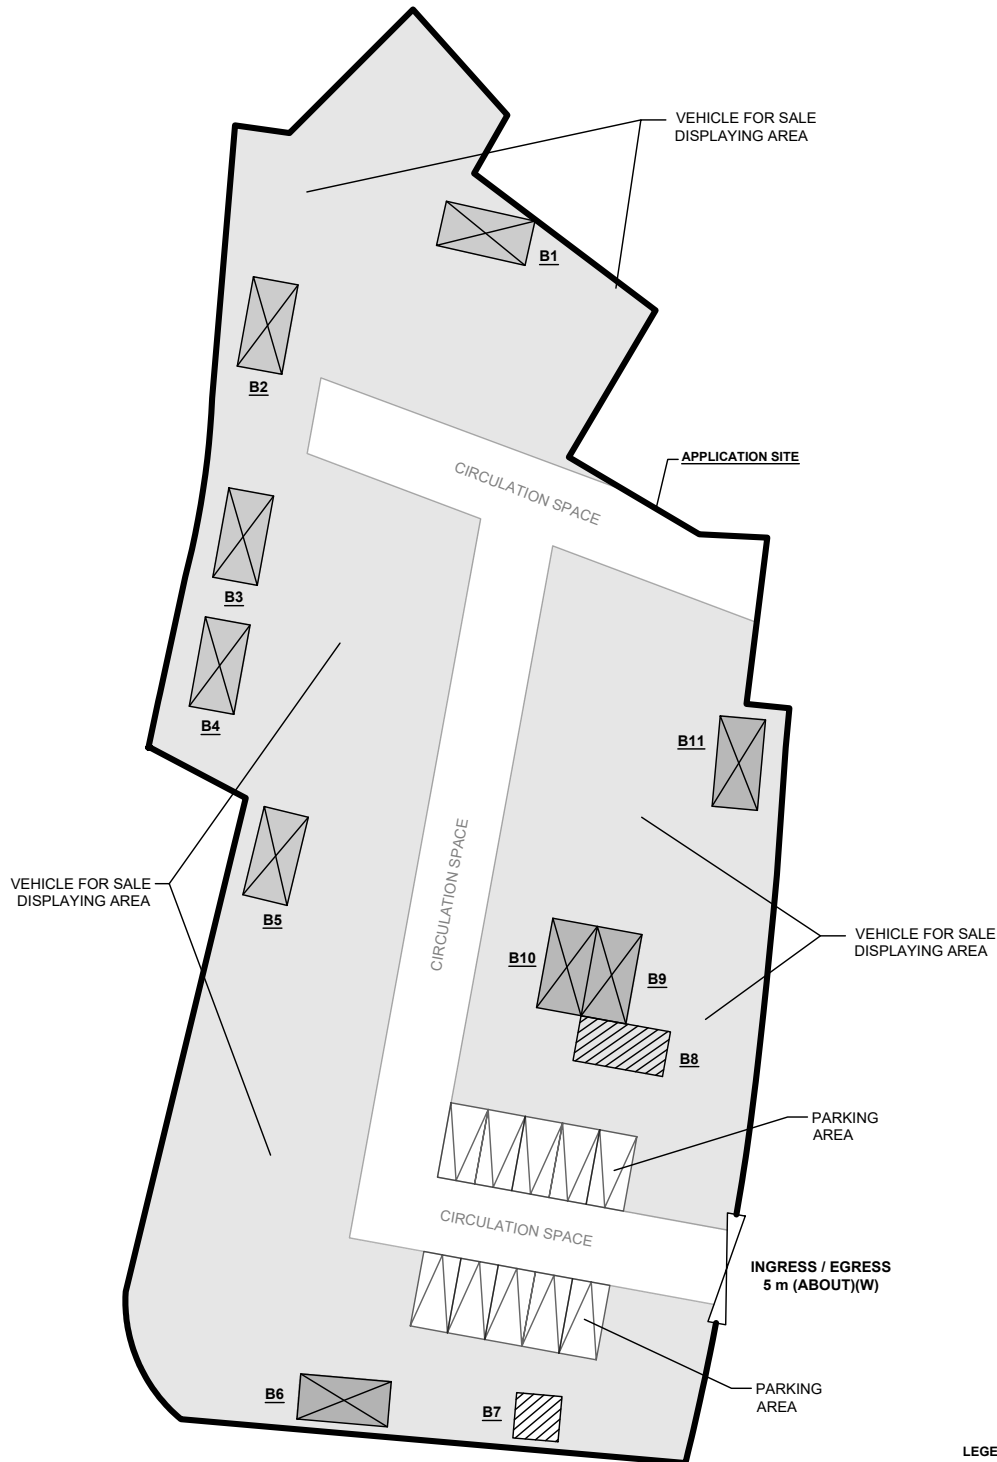 VEHICLE FOR SALE
DISPLAYING AREA
B1
B2
APPLICATION SITE
CIRCULATION SPACE
B3
B4
B11
CIRCULATION SPACE
VEHICLE FOR SALE
DISPLAYING AREA
B5
VEHICLE FOR SALE
DISPLAYING AREA
B10
B9
B8
PARKING
AREA
CIRCULATION SPACE
INGRESS / EGRESS
5 m (ABOUT)(W)
B6
B7
PARKING
AREA
LEGE